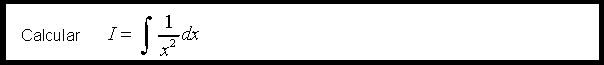 Calcular I = ∫ 1/x² dx